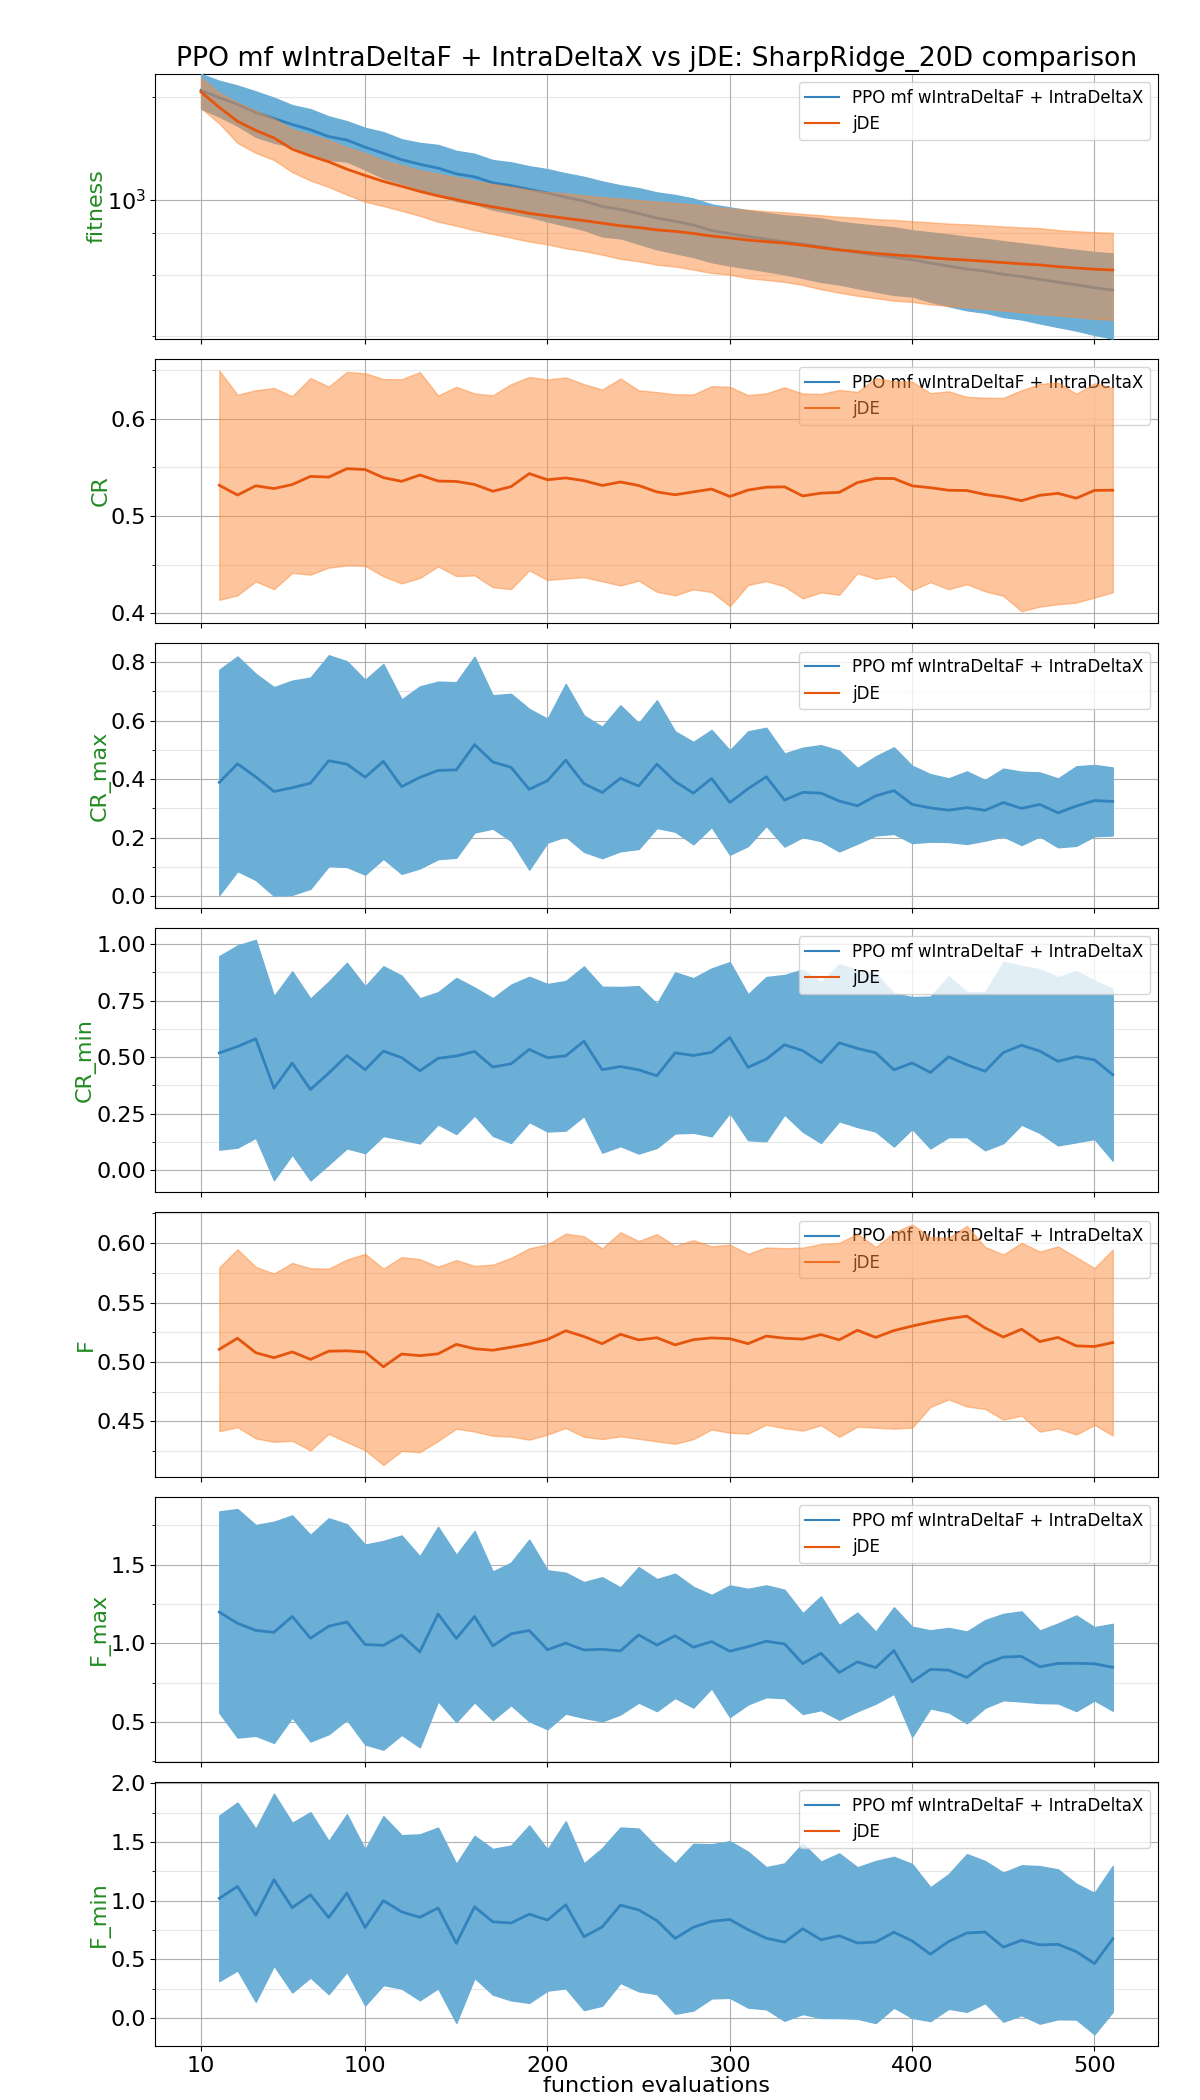 PPO mf wIntraDeltaF + IntraDeltaX vs jDE: SharpRidge_20D comparison
fitness
10³
PPO mf wIntraDeltaF + IntraDeltaX
jDE
CR
0.6
0.5
0.4
PPO mf wIntraDeltaF + IntraDeltaX
jDE
CR_max
0.8
0.6
0.4
0.2
0.0
PPO mf wIntraDeltaF + IntraDeltaX
jDE
CR_min
1.00
0.75
0.50
0.25
0.00
PPO mf wIntraDeltaF + IntraDeltaX
jDE
F
0.60
0.55
0.50
0.45
PPO mf wIntraDeltaF + IntraDeltaX
jDE
F_max
1.5
1.0
0.5
PPO mf wIntraDeltaF + IntraDeltaX
jDE
F_min
2.0
1.5
1.0
0.5
0.0
PPO mf wIntraDeltaF + IntraDeltaX
jDE
10 100 200 300 400 500
function evaluations